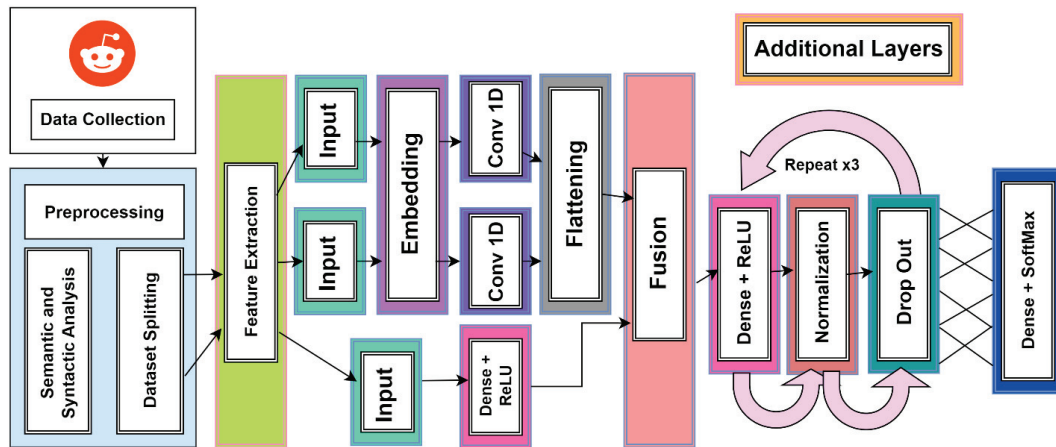 Data Collection
Preprocessing
Semantic and
Syntactic Analysis
Dataset Splitting
Feature Extraction
Input
Input
Input
Embedding
Conv 1D
Conv 1D
Dense +
ReLU
Flattening
Fusion
Additional Layers
Repeat x3
Dense + ReLU
Normalization
Drop Out
Dense + SoftMax